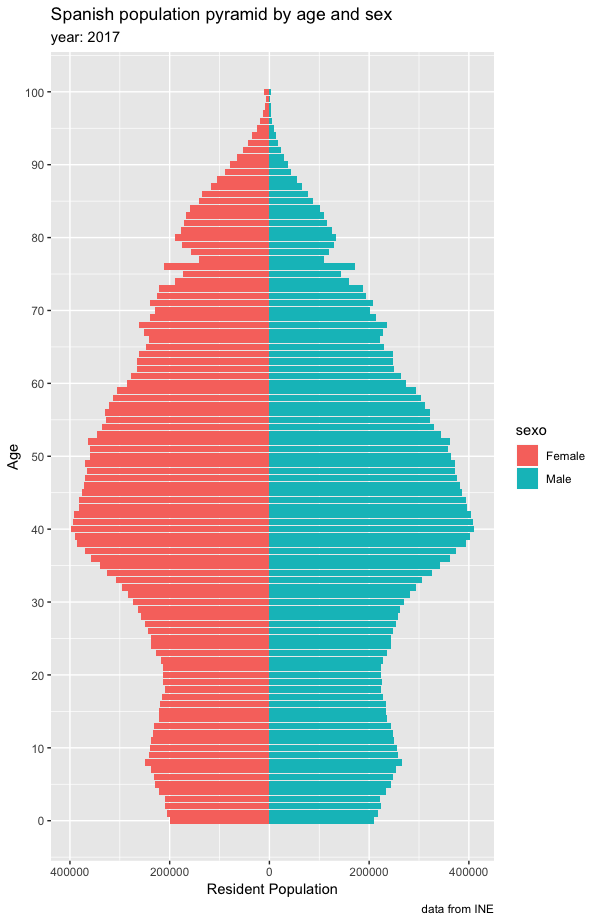 Spanish population pyramid by age and sex
year: 2017
100
90
80
70
60
50
40
30
20
10
0
Age
400000 200000 0 200000 400000
Resident Population
sexo
Female
Male
data from INE